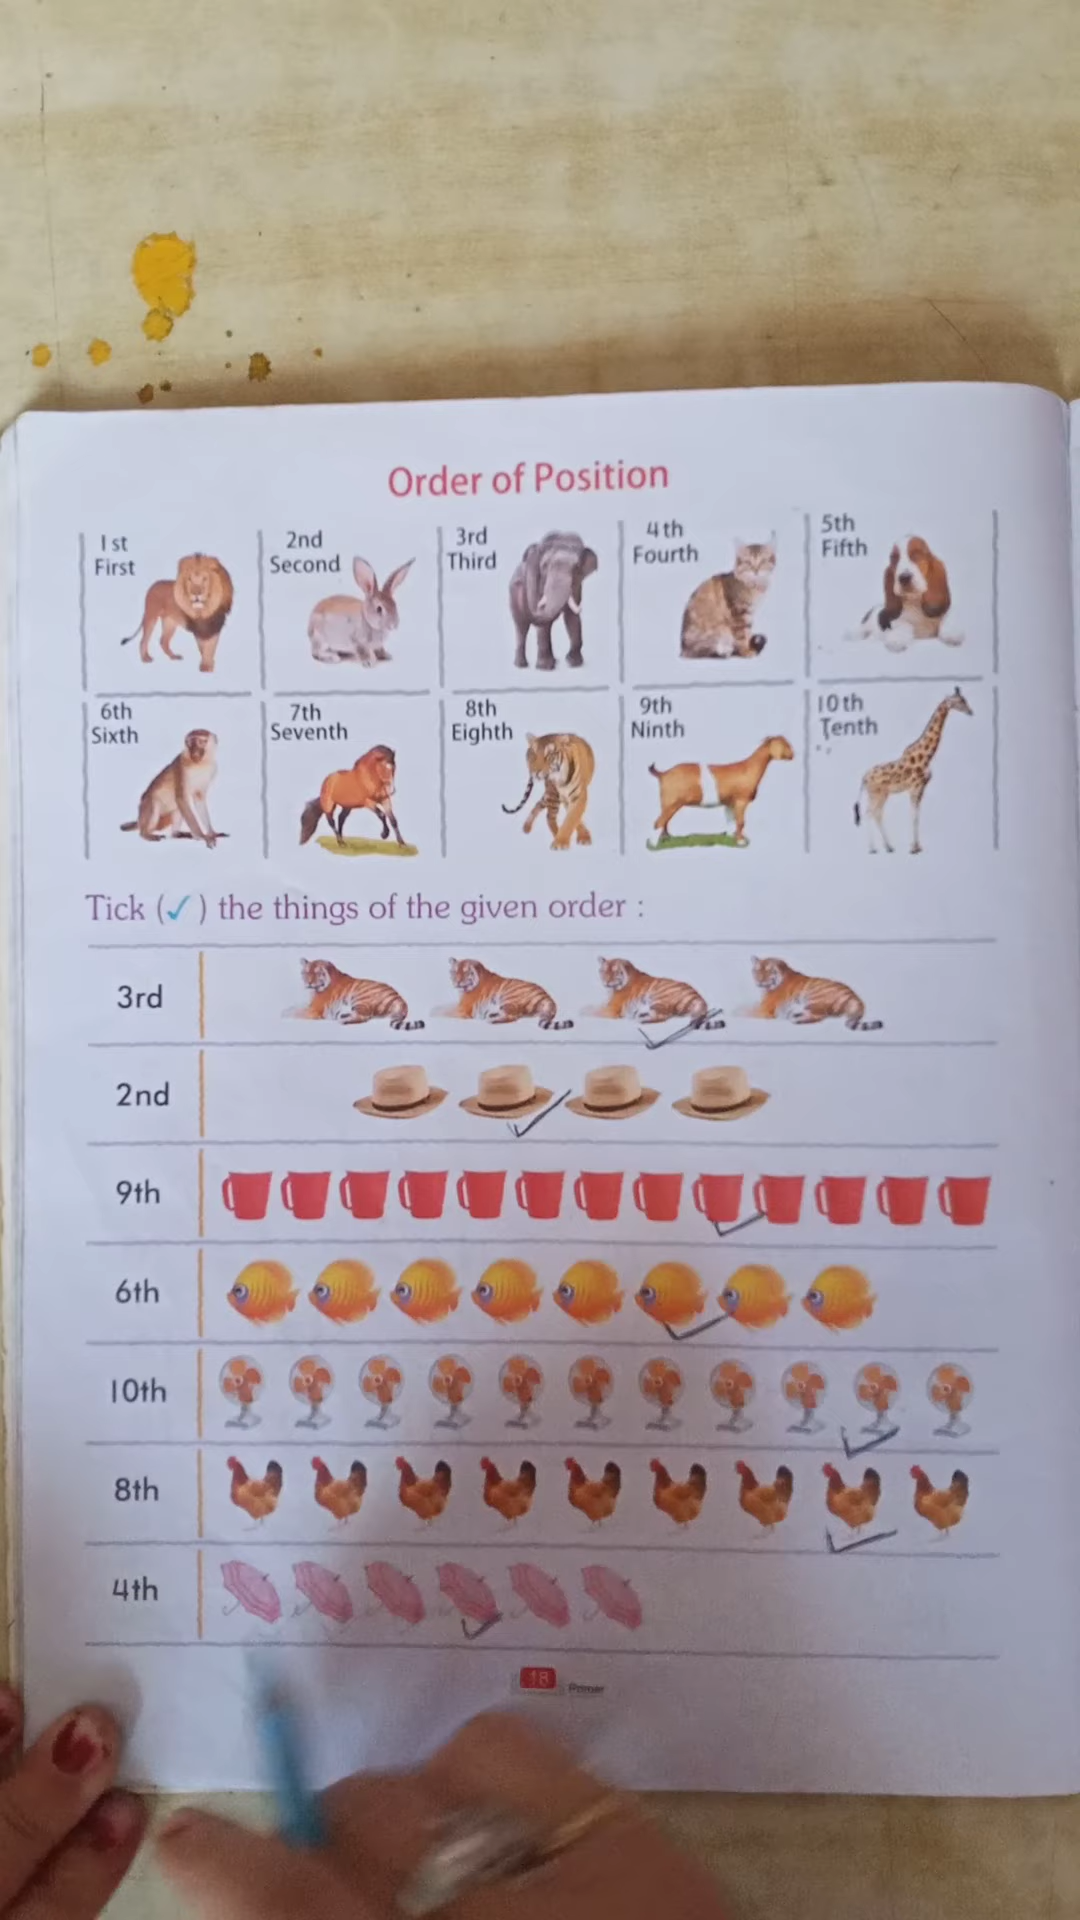 Order of Position
1st
First
2nd
Second
3rd
Third
4th
Fourth
5th
Fifth
6th
Sixth
7th
Seventh
8th
Eighth
9th
Ninth
10th
Tenth
Tick (✓) the things of the given order :
3rd
2nd
9th
6th
10th
8th
4th
18
Primer